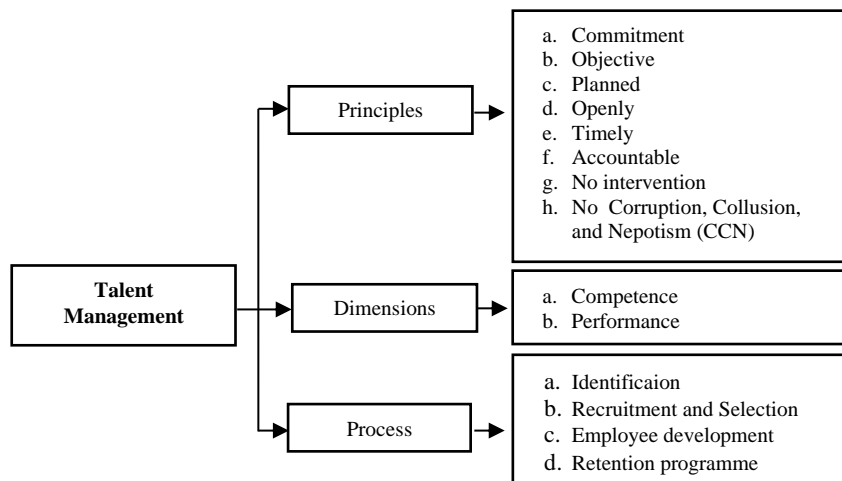 Talent
Management
Principles
a. Commitment
b. Objective
c. Planned
d. Openly
e. Timely
f. Accountable
g. No intervention
h. No Corruption, Collusion,
and Nepotism (CCN)
Dimensions
a. Competence
b. Performance
Process
a. Identificaion
b. Recruitment and Selection
c. Employee development
d. Retention programme